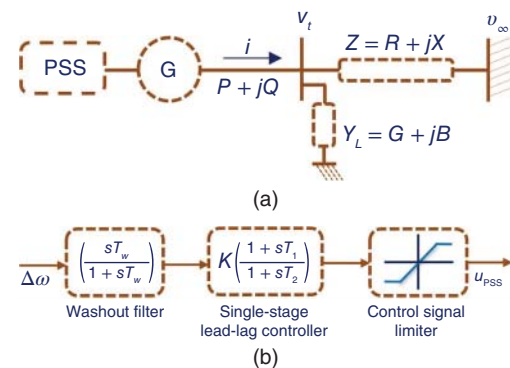 v_t
υ_∞
PSS
G
i
P + jQ
Z = R + jX
Y_L = G + jB
(a)
Δω
(sT_w / 1 + sT_w)
K(1 + sT_1 / 1 + sT_2)
u_PSS
Washout filter
Single-stage
lead-lag controller
Control signal
limiter
(b)